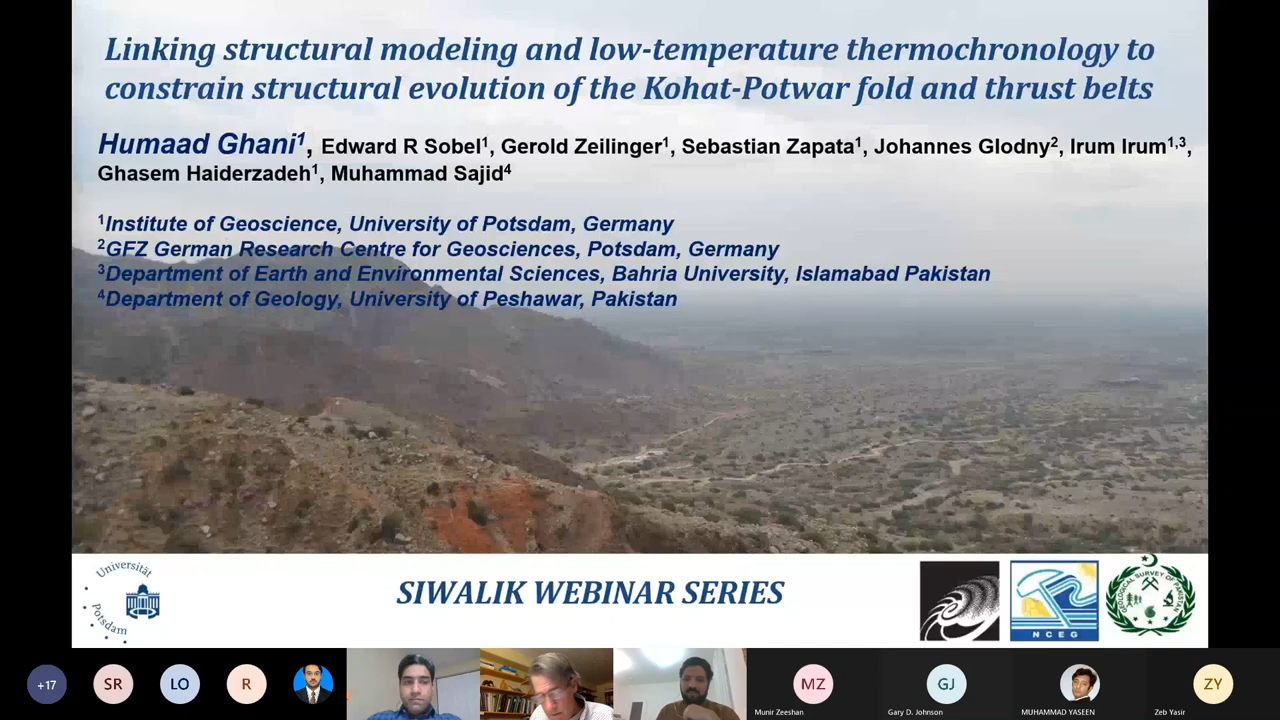 Linking structural modeling and low-temperature thermochronology to
constrain structural evolution of the Kohat-Potwar fold and thrust belts
Humaad Ghani¹, Edward R Sobel¹, Gerold Zeilinger¹, Sebastian Zapata¹, Johannes Glodny², Irum Irum¹,³,
Ghasem Haiderzadeh¹, Muhammad Sajid⁴
¹Institute of Geoscience, University of Potsdam, Germany
²GFZ German Research Centre for Geosciences, Potsdam, Germany
³Department of Earth and Environmental Sciences, Bahria University, Islamabad Pakistan
⁴Department of Geology, University of Peshawar, Pakistan
Universität
Potsdam
SIWALIK WEBINAR SERIES
NCEG
GEOLOGICAL SURVEY OF PAKISTAN
+17
SR
LO
R
MZ
GJ
ZY
Munir Zeeshan
Gary D. Johnson
MUHAMMAD YASEEN
Zeb Yasir